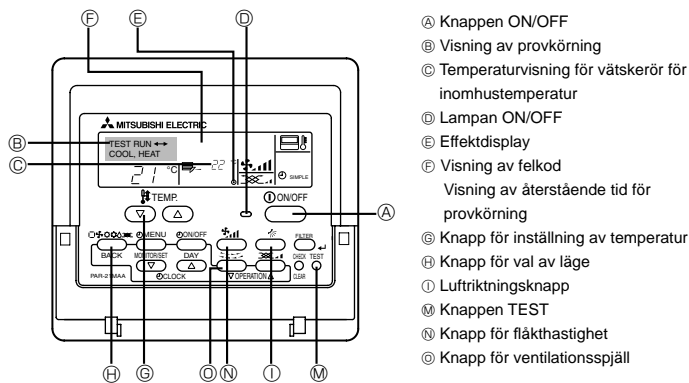 Ⓕ Ⓔ Ⓓ
MITSUBISHI ELECTRIC
Ⓑ TEST RUN ↔
COOL, HEAT
Ⓒ 21 °C 22 °C SIMPLE
TEMP. ON/OFF
Ⓐ
MENU ON/OFF FILTER
BACK MONITOR/SET DAY CHECK TEST
PAR-21MAA CLOCK OPERATION CLEAR
Ⓗ Ⓖ Ⓞ Ⓝ Ⓘ Ⓜ
Ⓐ Knappen ON/OFF
Ⓑ Visning av provkörning
Ⓒ Temperaturvisning för vätskerör för
inomhustemperatur
Ⓓ Lampan ON/OFF
Ⓔ Effektdisplay
Ⓕ Visning av felkod
Visning av återstående tid för
provkörning
Ⓖ Knapp för inställning av temperatur
Ⓗ Knapp för val av läge
Ⓘ Luftriktningsknapp
Ⓜ Knappen TEST
Ⓝ Knapp för flåkthastighet
Ⓞ Knapp för ventilationsspjäll